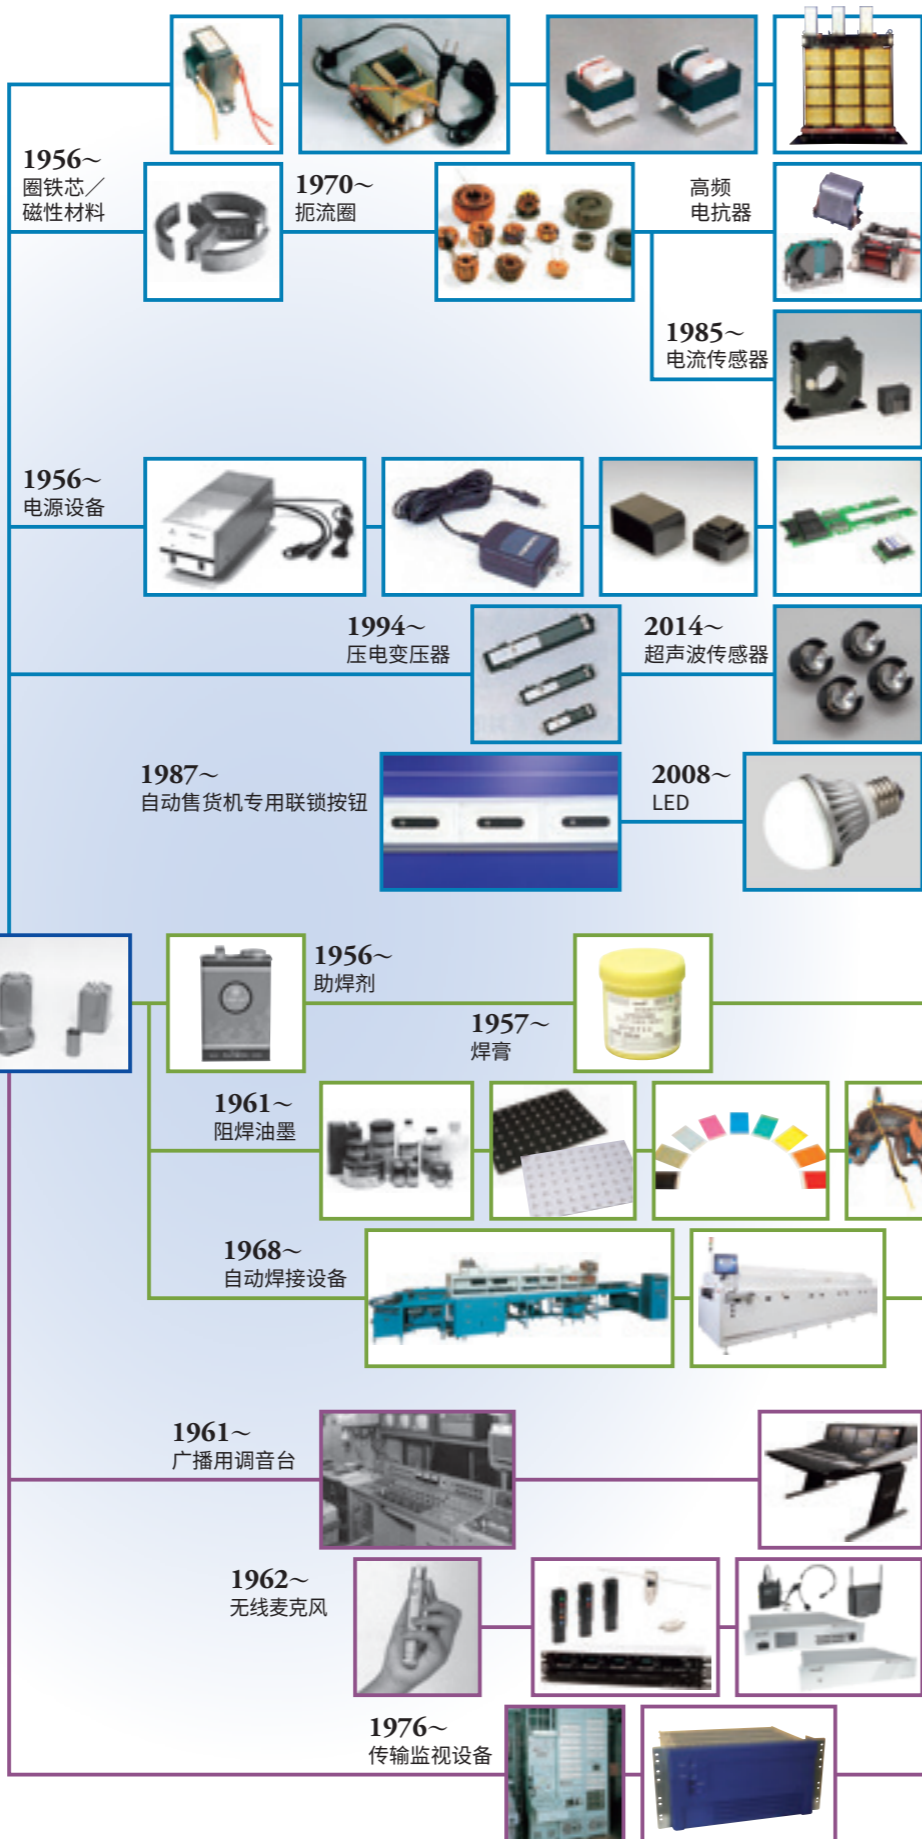 1956~
圈铁芯／
磁性材料
1970~
扼流圈
高频
电抗器
1985~
电流传感器
1956~
电源设备
1994~
压电变压器
2014~
超声波传感器
1987~
自动售货机专用联锁按钮
2008~
LED
1956~
助焊剂
1957~
焊膏
1961~
阻焊油墨
1968~
自动焊接设备
1961~
广播用调音台
1962~
无线麦克风
1976~
传输监视设备